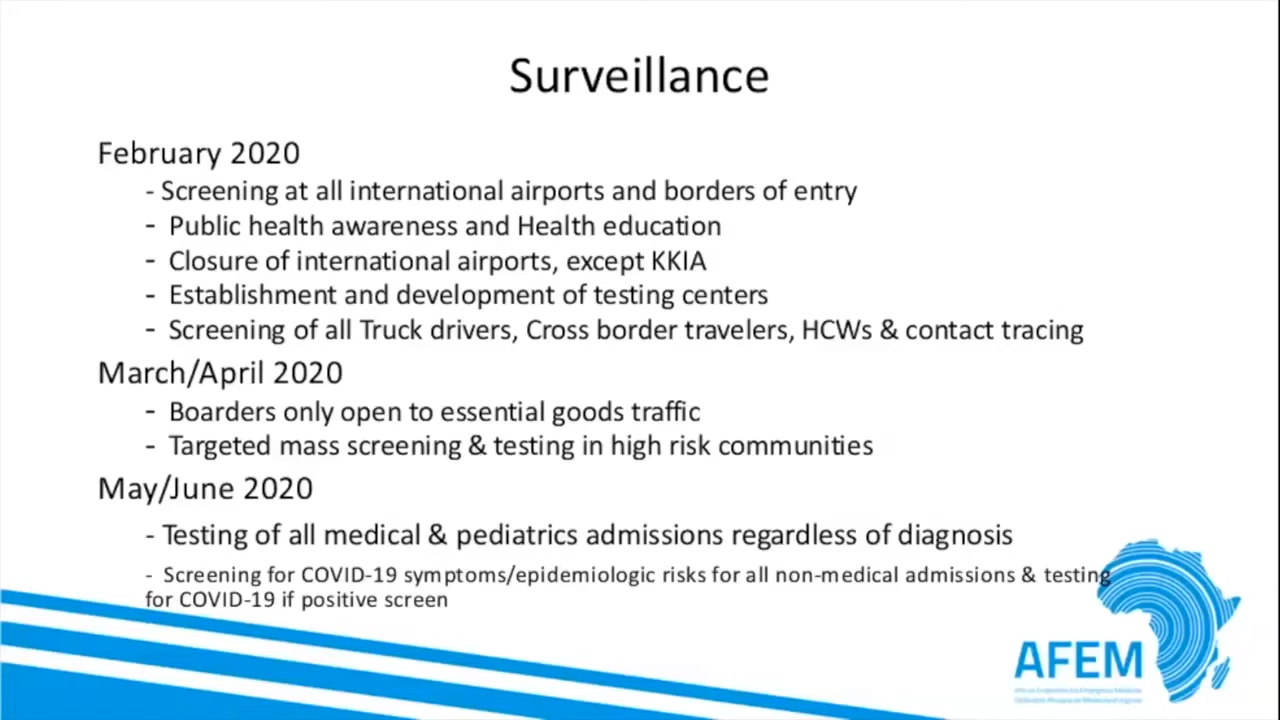 Surveillance
February 2020
- Screening at all international airports and borders of entry
- Public health awareness and Health education
- Closure of international airports, except KKIA
- Establishment and development of testing centers
- Screening of all Truck drivers, Cross border travelers, HCWs & contact tracing
March/April 2020
- Boarders only open to essential goods traffic
- Targeted mass screening & testing in high risk communities
May/June 2020
- Testing of all medical & pediatrics admissions regardless of diagnosis
- Screening for COVID-19 symptoms/epidemiologic risks for all non-medical admissions & testing
for COVID-19 if positive screen
AFEM